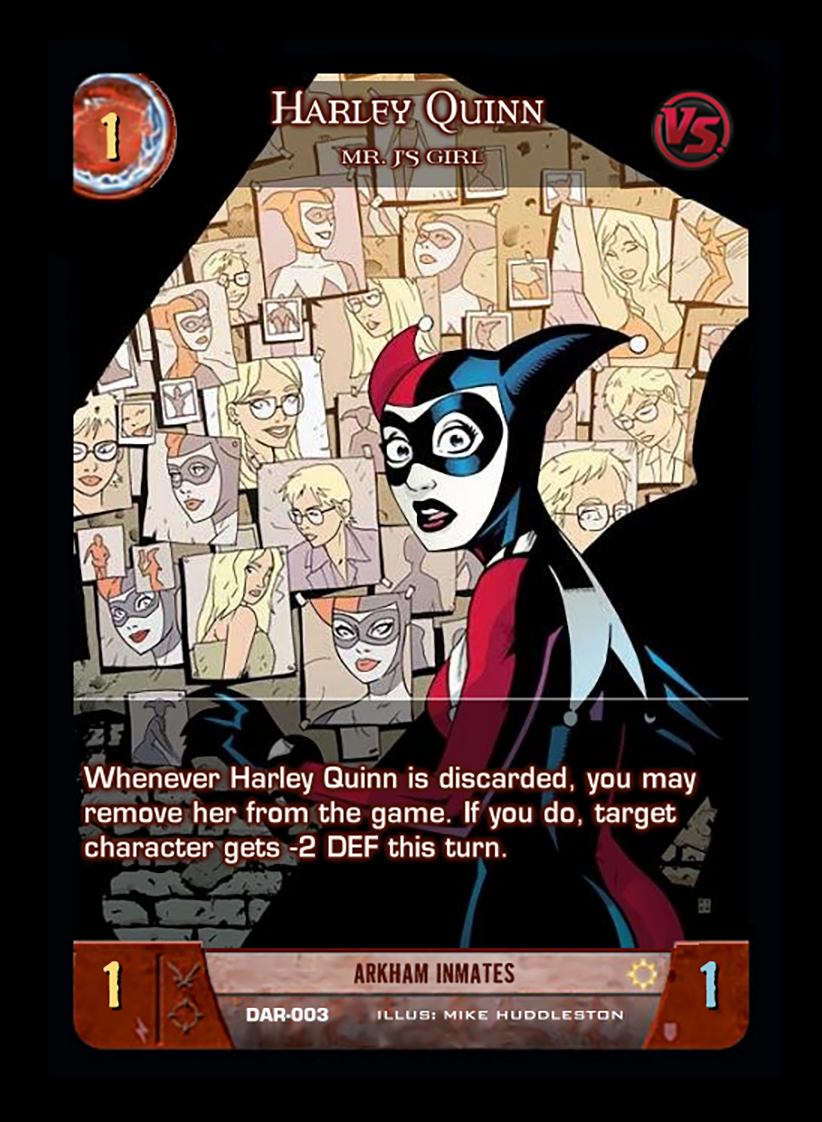 1
Harley Quinn
VS.
Mr. J's Girl
Whenever Harley Quinn is discarded, you may
remove her from the game. If you do, target
character gets -2 DEF this turn.
1
ARKHAM INMATES
1
DAR-003 ILLUS: MIKE HUDDLESTON